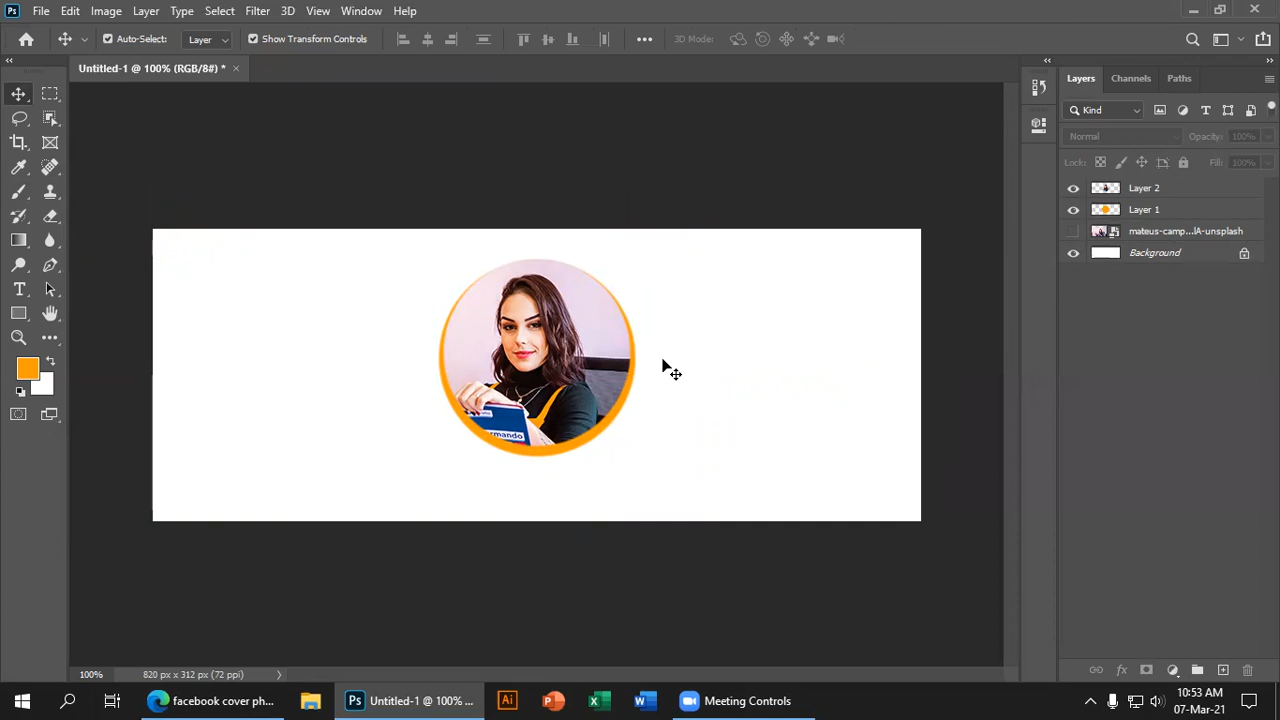 Ps File Edit Image Layer Type Select Filter 3D View Window Help
Auto-Select: Layer Show Transform Controls ••• 3D Mode:
Untitled-1 @ 100% (RGB/8#) * ×
Layers Channels Paths
Kind
Normal Opacity: 100%
Lock: Fill: 100%
Layer 2
Layer 1
mateus-camp...lA-unsplash
Background
rmando
100% 820 px x 312 px (72 ppi)
facebook cover ph... Ps Untitled-1 @ 100% ... Ai Meeting Controls
10:53 AM
07-Mar-21